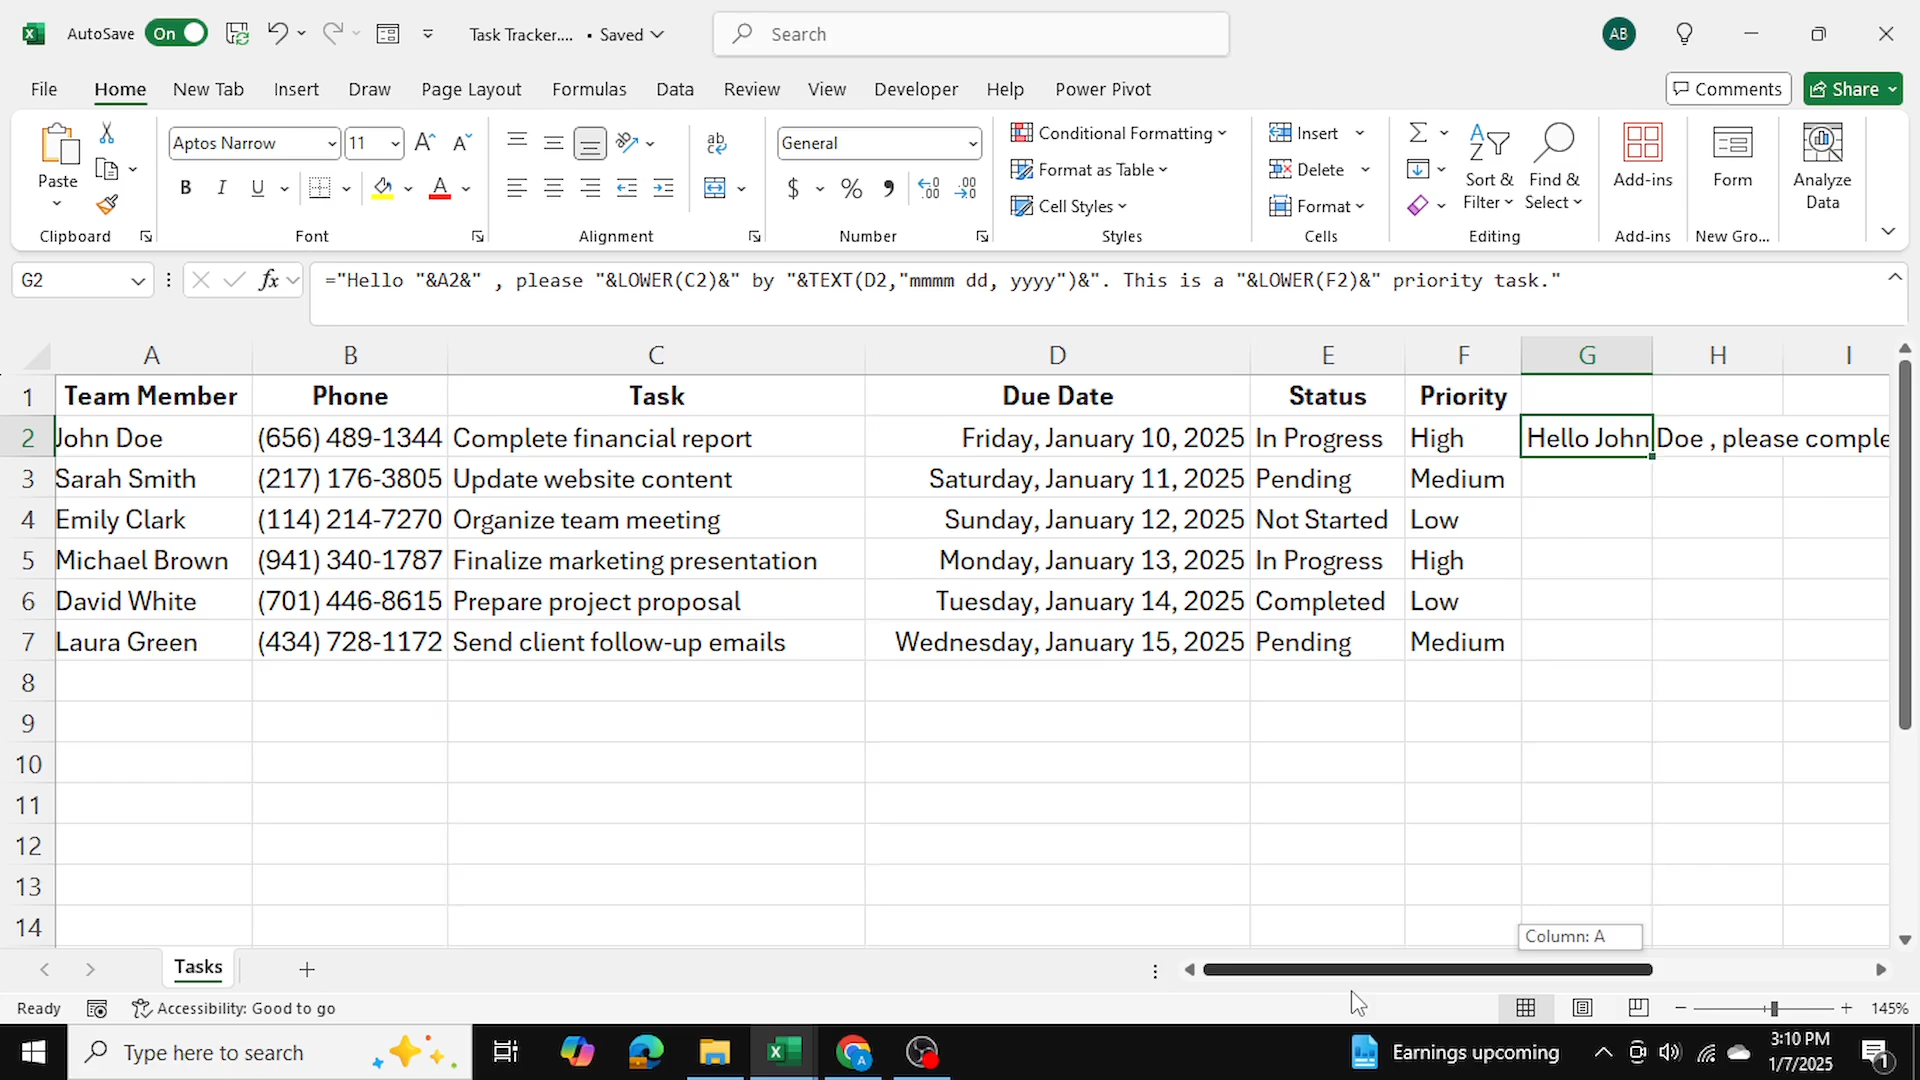 AutoSave On Task Tracker.... • Saved Search AB
File Home New Tab Insert Draw Page Layout Formulas Data Review View Developer Help Power Pivot Comments Share
Paste Aptos Narrow 11 General Conditional Formatting Insert Sort & Find & Add-ins Form Analyze
B I U $ % Format as Table Delete Filter Select Data
Cell Styles Format
Clipboard Font Alignment Number Styles Cells Editing Add-ins New Gro...
G2 fx ="Hello "&A2&" , please "&LOWER(C2)&" by "&TEXT(D2,"mmmm dd, yyyy")&". This is a "&LOWER(F2)&" priority task."
A B C D E F G H I
1 Team Member Phone Task Due Date Status Priority
2 John Doe (656) 489-1344 Complete financial report Friday, January 10, 2025 In Progress High Hello John Doe , please comple
3 Sarah Smith (217) 176-3805 Update website content Saturday, January 11, 2025 Pending Medium
4 Emily Clark (114) 214-7270 Organize team meeting Sunday, January 12, 2025 Not Started Low
5 Michael Brown (941) 340-1787 Finalize marketing presentation Monday, January 13, 2025 In Progress High
6 David White (701) 446-8615 Prepare project proposal Tuesday, January 14, 2025 Completed Low
7 Laura Green (434) 728-1172 Send client follow-up emails Wednesday, January 15, 2025 Pending Medium
8
9
10
11
12
13
14
Column: A
Tasks
Ready Accessibility: Good to go 145%
Type here to search Earnings upcoming 3:10 PM
1/7/2025 1